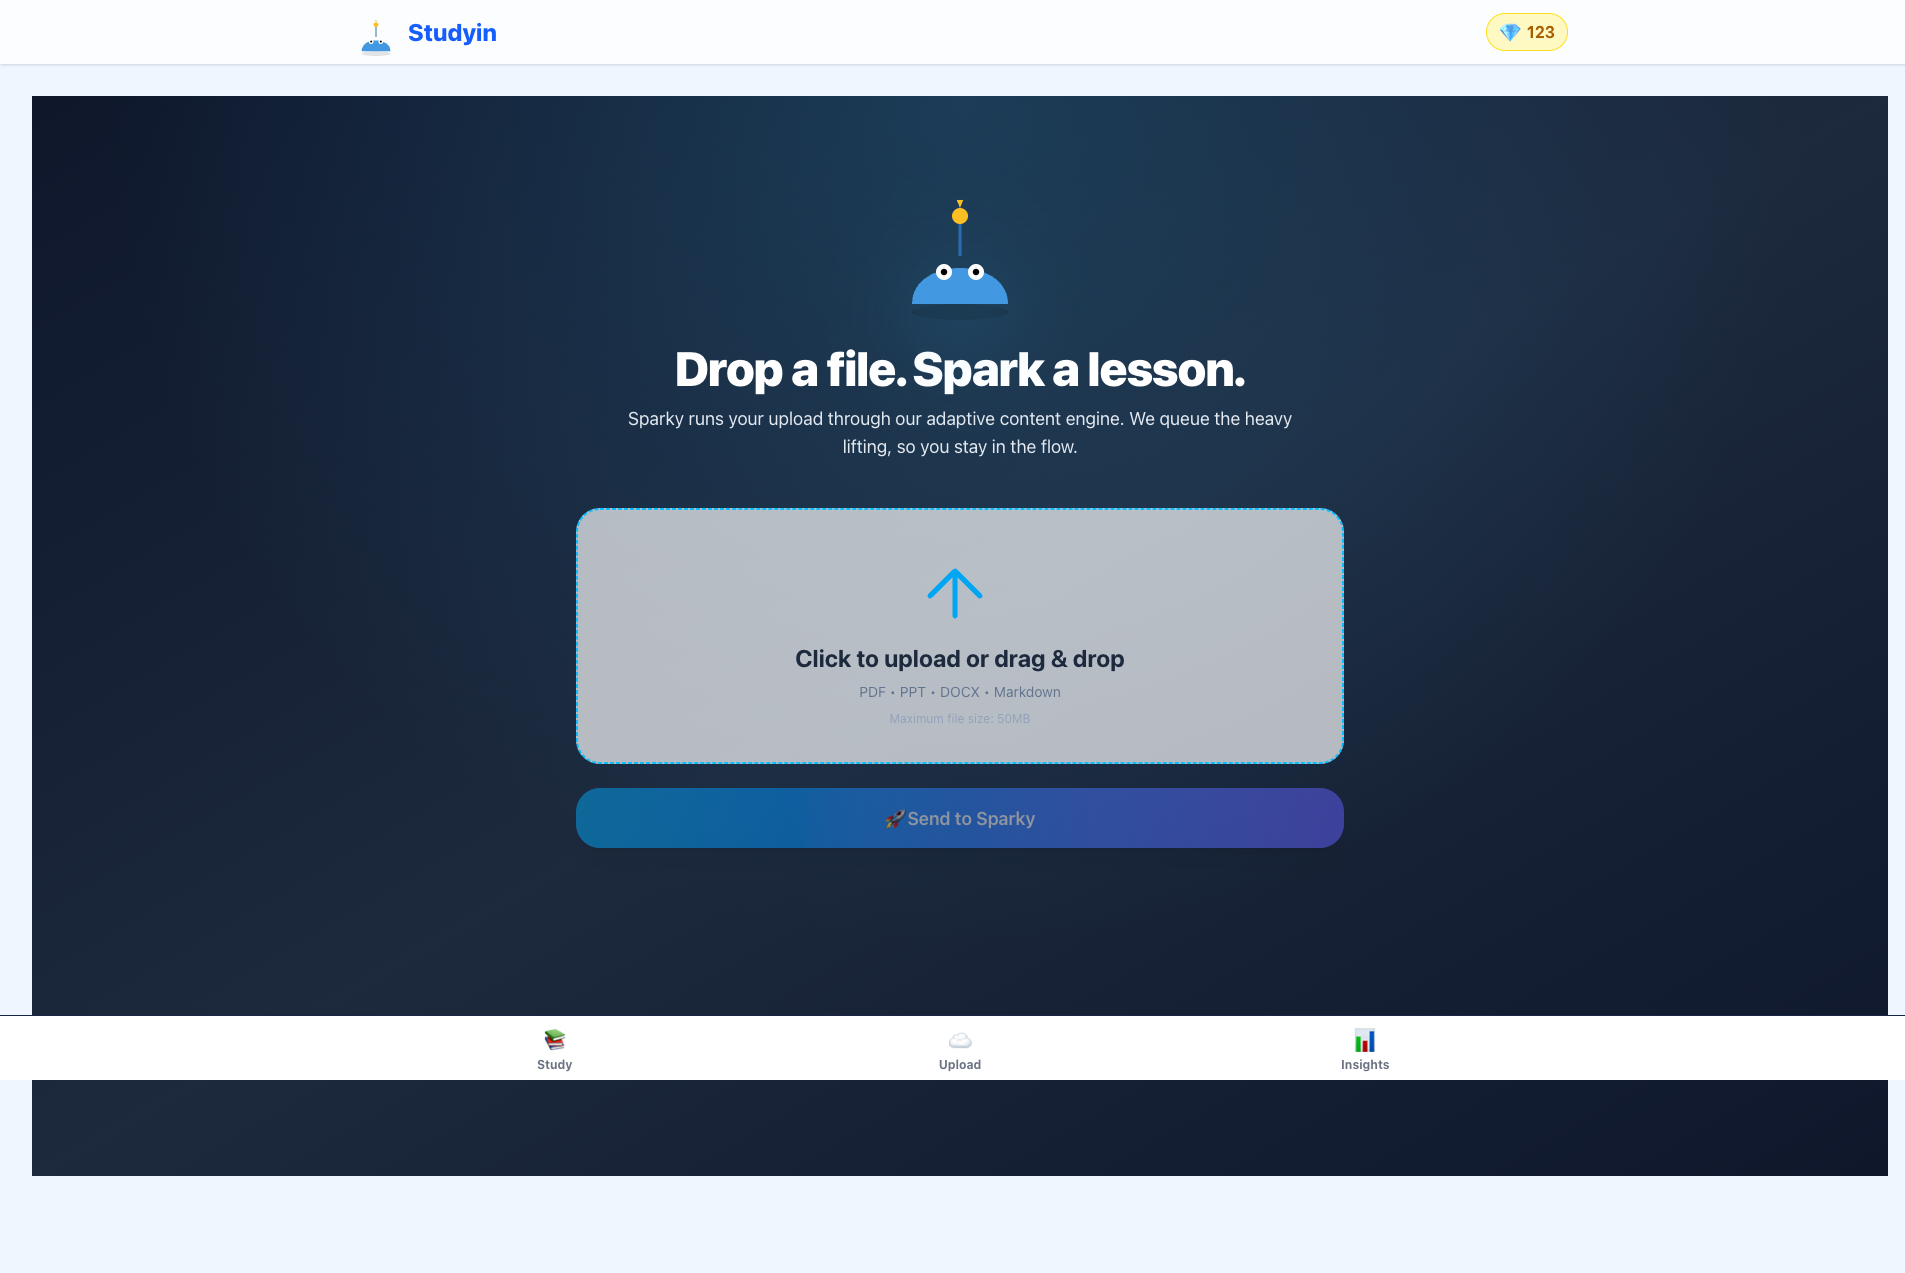 Studyin
💎 123
Drop a file. Spark a lesson.
Sparky runs your upload through our adaptive content engine. We queue the heavy
lifting, so you stay in the flow.
Click to upload or drag & drop
PDF • PPT • DOCX • Markdown
Maximum file size: 50MB
🚀 Send to Sparky
Study
Upload
Insights